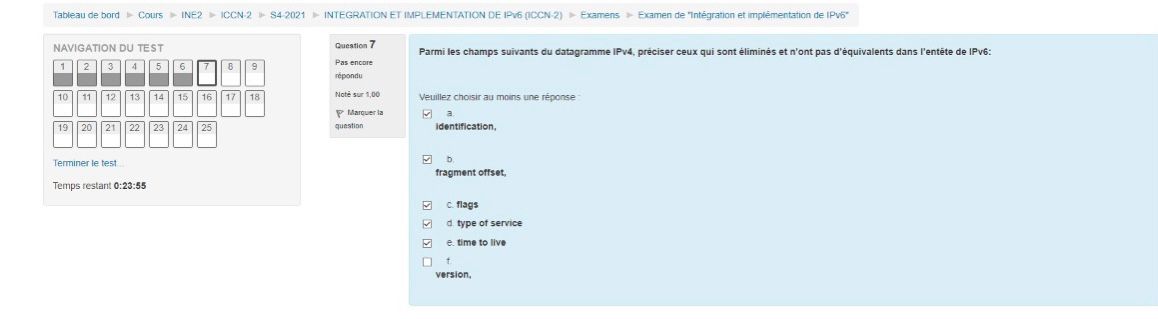 Tableau de bord ► Cours ► INE2 ► ICCN-2 ► S4-2021 ► INTEGRATION ET IMPLEMENTATION DE IPv6 (ICCN-2) ► Examens ► Examen de "Intégration et implémentation de IPv6"
NAVIGATION DU TEST
1 2 3 4 5 6 7 8 9
10 11 12 13 14 15 16 17 18
19 20 21 22 23 24 25
Terminer le test...
Temps restant 0:23:55
Question 7
Pas encore
répondu
Noté sur 1,00
Marquer la
question
Parmi les champs suivants du datagramme IPv4, préciser ceux qui sont éliminés et n'ont pas d'équivalents dans l'entête de IPv6:
Veuillez choisir au moins une réponse :
a.
identification,
b.
fragment offset,
c. flags
d. type of service
e. time to live
f.
version,